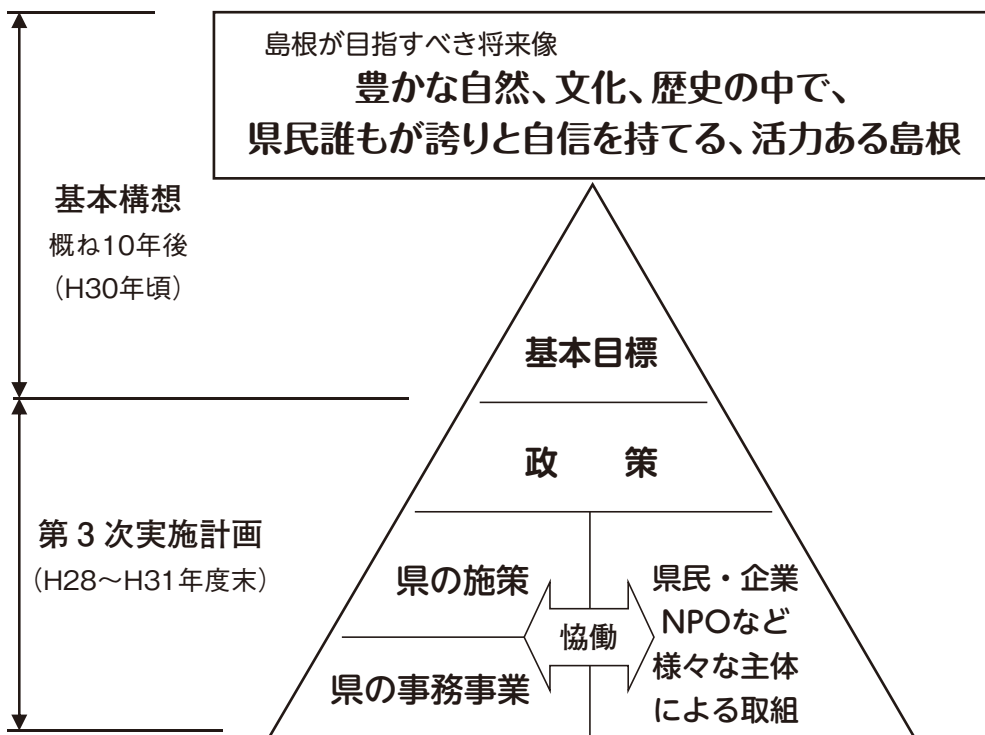 島根が目指すべき将来像
豊かな自然、文化、歴史の中で、
県民誰もが誇りと自信を持てる、活力ある島根
基本構想
概ね10年後
（H30年頃）
基本目標
政　策
第３次実施計画
（H28～H31年度末）
県の施策
県の事務事業
恊働
県民・企業
NPOなど
様々な主体
による取組